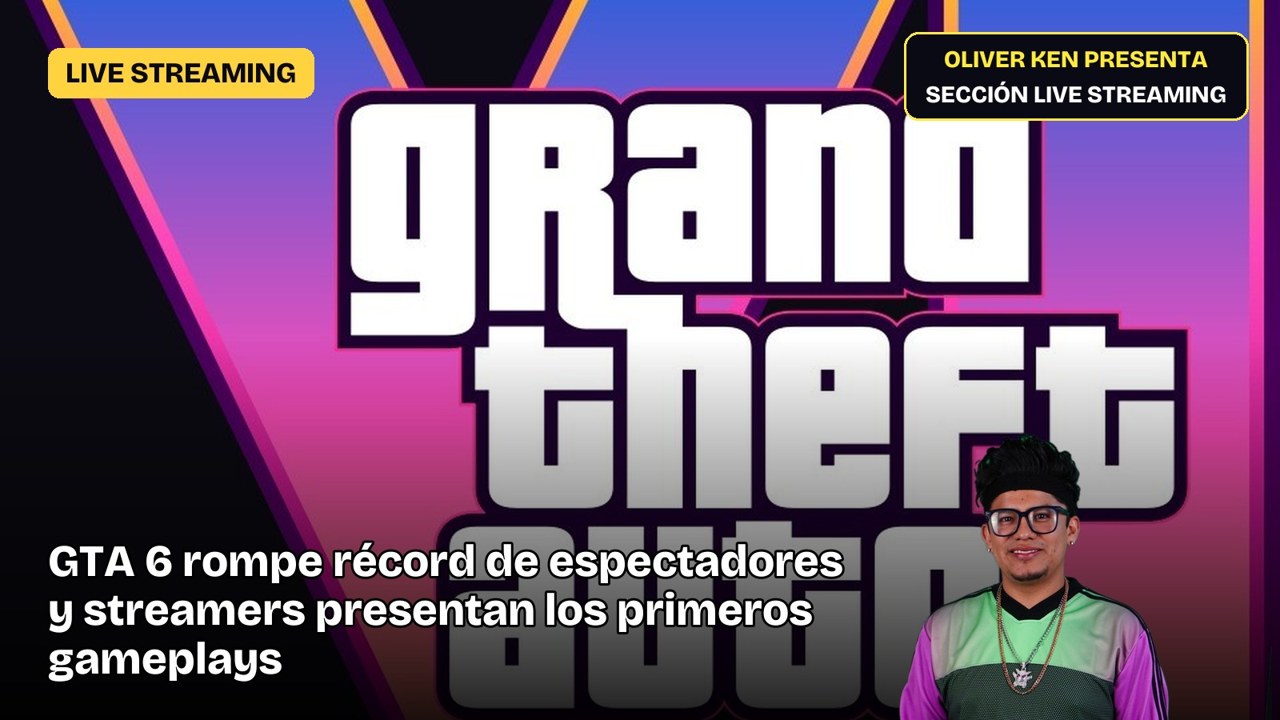 LIVE STREAMING
OLIVER KEN PRESENTA
SECCIÓN LIVE STREAMING
grand
theft
auto
GTA 6 rompe récord de espectadores
y streamers presentan los primeros
gameplays